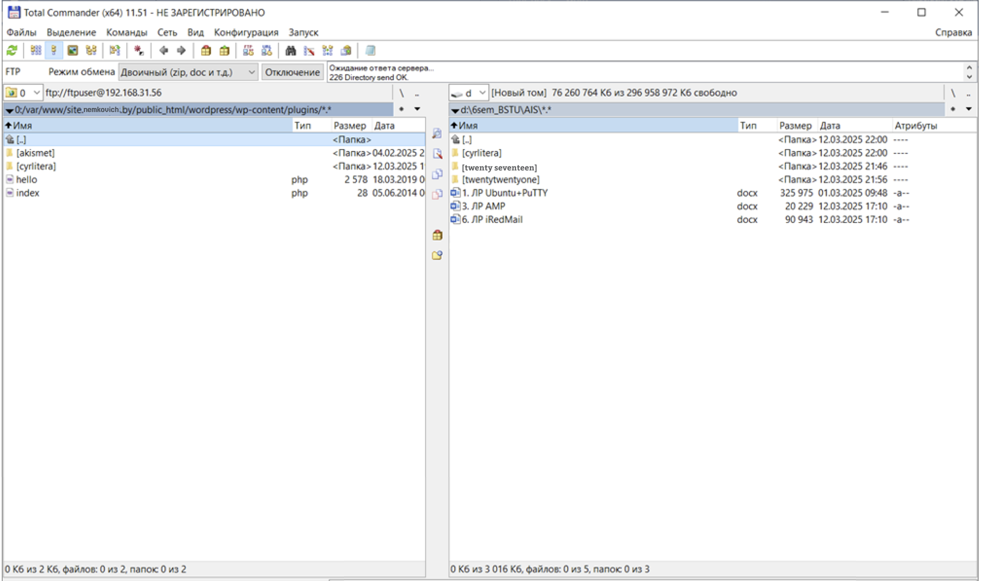 Total Commander (x64) 11.51 - НЕ ЗАРЕГИСТРИРОВАНО
Файлы Выделение Команды Сеть Вид Конфигурация Запуск Справка
FTP Режим обмена Двоичный (zip, doc и т.д.) Отключение
Ожидание ответа сервера...
226 Directory send OK.
0 ftp://ftpuser@192.168.31.56 \ ..
0:/var/www/site.nemkovich.by/public_html/wordpress/wp-content/plugins/*.*
Имя Тип Размер Дата
[..] <Папка>
[akismet] <Папка> 04.02.2025 2
[cyrlitera] <Папка> 12.03.2025 1
hello php 2 578 18.03.2019 0
index php 28 05.06.2014 0
0 Кб из 2 Кб, файлов: 0 из 2, папок: 0 из 2
d [Новый том] 76 260 764 Кб из 296 958 972 Кб свободно \ ..
d:\6sem_BSTU\AIS\*.*
Имя Тип Размер Дата Атрибуты
[..] <Папка> 12.03.2025 22:00 ----
[cyrlitera] <Папка> 12.03.2025 22:00 ----
[twenty seventeen] <Папка> 12.03.2025 21:46 ----
[twentytwentyone] <Папка> 12.03.2025 21:56 ----
1. ЛР Ubuntu+PuTTY docx 325 975 01.03.2025 09:48 -a--
3. ЛР AMP docx 20 229 12.03.2025 17:10 -a--
6. ЛР iRedMail docx 90 943 12.03.2025 17:10 -a--
0 Кб из 3 016 Кб, файлов: 0 из 5, папок: 0 из 3